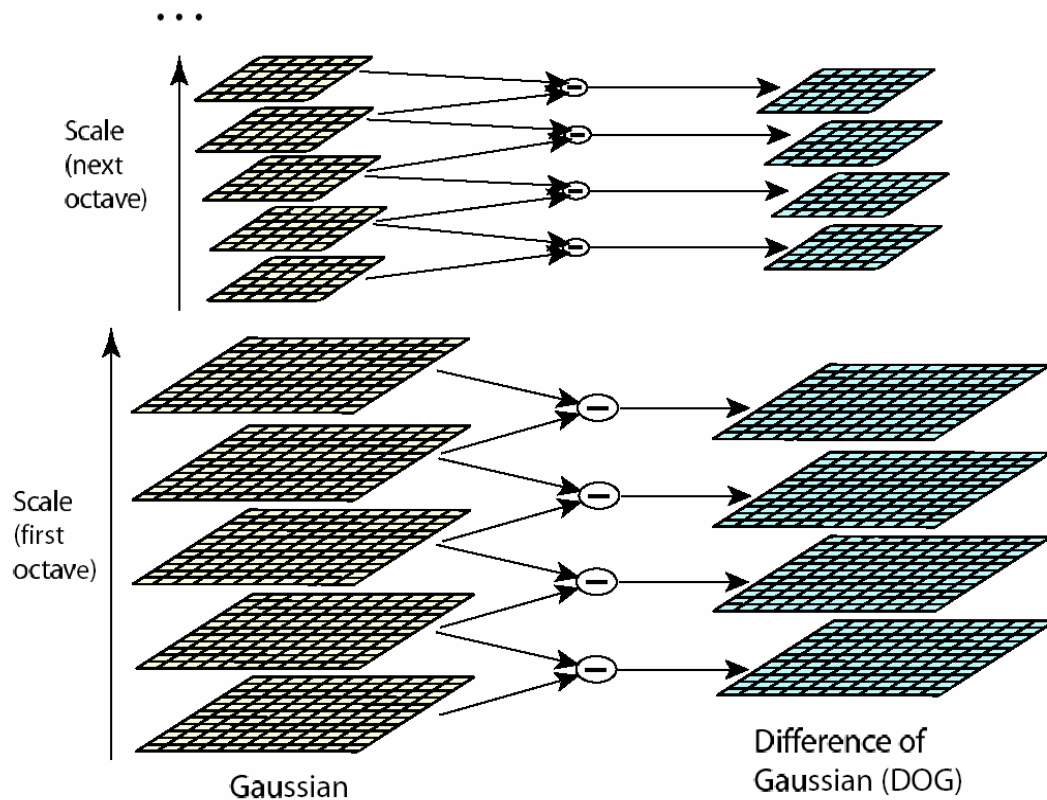 ...
Scale
(next
octave)
Scale
(first
octave)
Gaussian
Difference of
Gaussian (DOG)